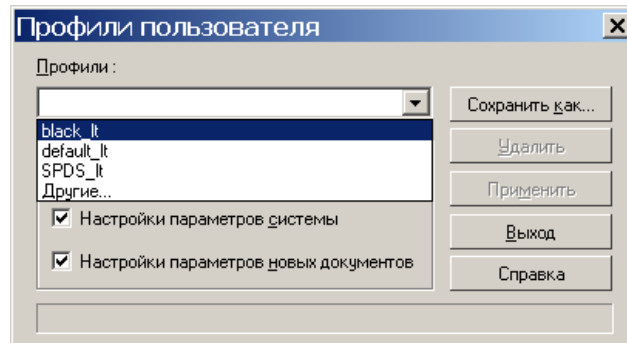 Профили пользователя
Профили :
Сохранить как...
black_lt
default_lt
SPDS_lt
Другие...
Удалить
Применить
Настройки параметров системы
Выход
Настройки параметров новых документов
Справка